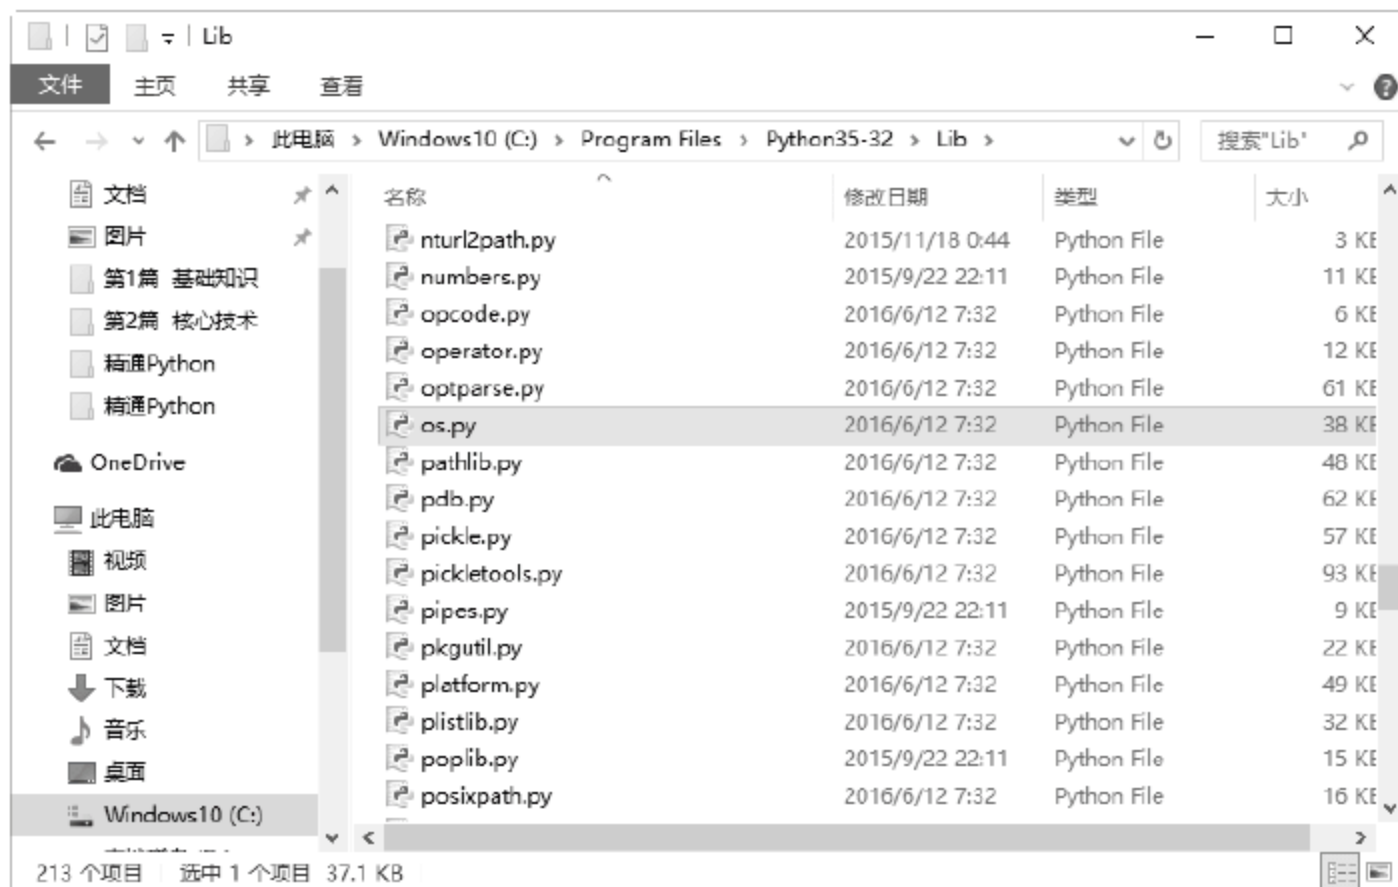 Lib
文件 主页 共享 查看
此电脑 > Windows10 (C:) > Program Files > Python35-32 > Lib >
搜索"Lib"
文档
图片
第1篇 基础知识
第2篇 核心技术
精通Python
精通Python
OneDrive
此电脑
视频
图片
文档
下载
音乐
桌面
Windows10 (C:)
名称 修改日期 类型 大小
nturl2path.py 2015/11/18 0:44 Python File 3 KB
numbers.py 2015/9/22 22:11 Python File 11 KB
opcode.py 2016/6/12 7:32 Python File 6 KB
operator.py 2016/6/12 7:32 Python File 12 KB
optparse.py 2016/6/12 7:32 Python File 61 KB
os.py 2016/6/12 7:32 Python File 38 KB
pathlib.py 2016/6/12 7:32 Python File 48 KB
pdb.py 2016/6/12 7:32 Python File 62 KB
pickle.py 2016/6/12 7:32 Python File 57 KB
pickletools.py 2016/6/12 7:32 Python File 93 KB
pipes.py 2015/9/22 22:11 Python File 9 KB
pkgutil.py 2016/6/12 7:32 Python File 22 KB
platform.py 2016/6/12 7:32 Python File 49 KB
plistlib.py 2016/6/12 7:32 Python File 32 KB
poplib.py 2015/9/22 22:11 Python File 15 KB
posixpath.py 2016/6/12 7:32 Python File 16 KB
213 个项目 选中 1 个项目 37.1 KB